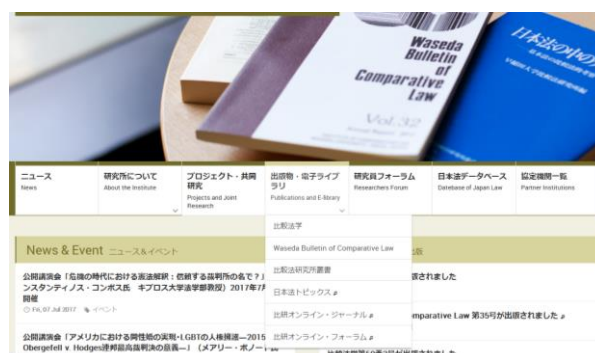 Waseda
Bulletin
of
Comparative
Law
Vol.32
日本法の中の
ニュース
News
研究所について
About the Institute
プロジェクト・共同
研究
Projects and Joint
Research
出版物・電子ライブ
ラリ
Publications and E-library
研究員フォーラム
Researchers Forum
日本法データベース
Database of Japan Law
協定機関一覧
Partner Institutions
比較法学
Waseda Bulletin of Comparative Law
比較法研究所叢書
日本法トピックス
比研オンライン・ジャーナル
比研オンライン・フォーラム
News & Event ニュース&イベント
出版
公開講演会「危機の時代における憲法解釈:信頼する裁判所の名で?」
ンスタンティノス・コンボス氏 キプロス大学法学部教授)2017年7月
開催
Fri, 07 Jul 2017 イベント
公開講演会「アメリカにおける同性婚の実現・LGBTの人権擁護―2015
Obergefell v. Hodges連邦最高裁判決の意義―」(メアリー・ボノート氏
されました
mparative Law 第35号が出版されました